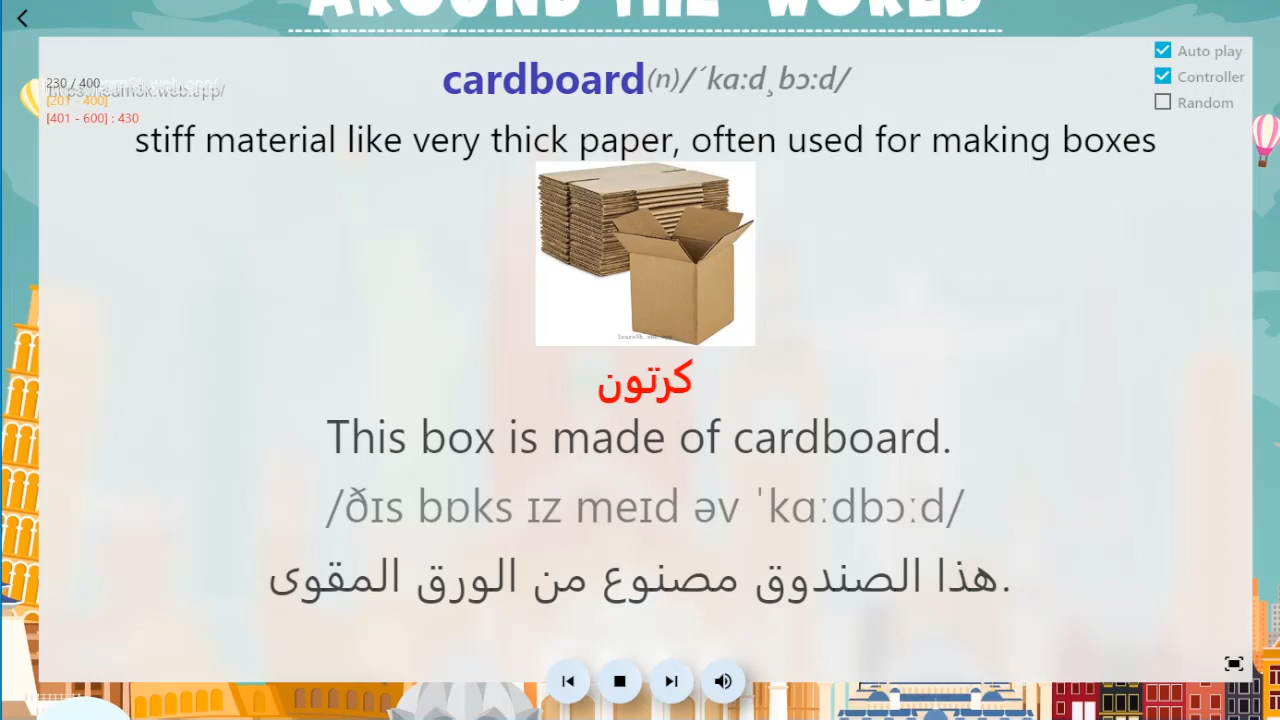 AROUND THE WORLD
230 / 400
[201 - 400]
[401 - 600] : 430
cardboard(n)/ˊkɑːd¸bɔːd/
Auto play
Controller
Random
stiff material like very thick paper, often used for making boxes
كرتون
This box is made of cardboard.
/ðɪs bɒks ɪz meɪd əv ˈkɑːdbɔːd/
هذا الصندوق مصنوع من الورق المقوى.